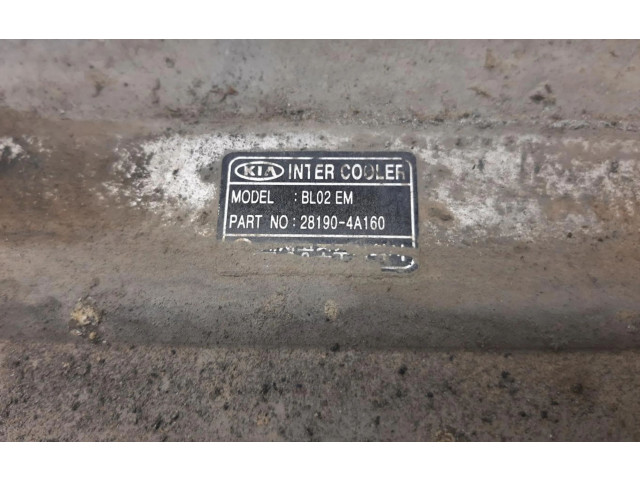 KIA INTER COOLER
MODEL : BL02 EM
PART NO : 28190-4A160